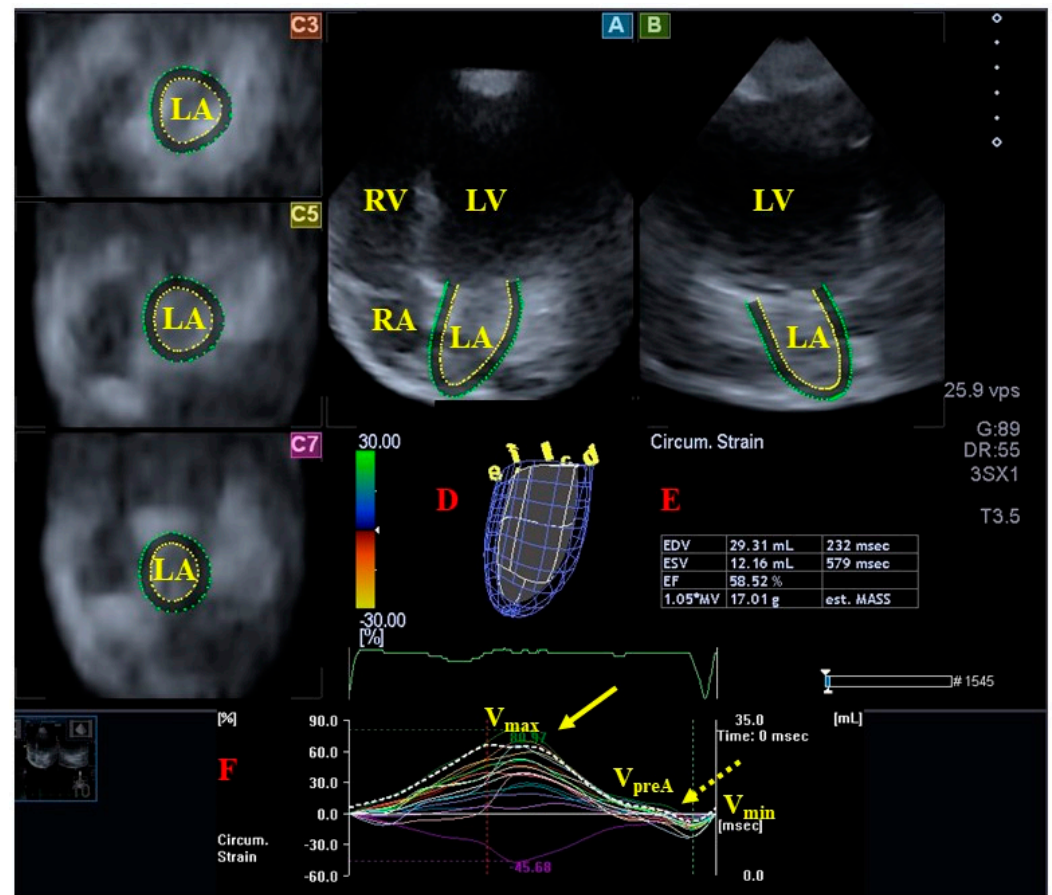 C3
A
B
LA
RV
LV
LV
C5
LA
RA
LA
LA
25.9 vps
G:89
DR:55
3SX1
T3.5
C7
LA
30.00
-30.00
[%]
D
e f l c d
Circum. Strain
E
EDV 29.31 mL 232 msec
ESV 12.16 mL 579 msec
EF 58.52 %
1.05*MV 17.01 g est. MASS
# 1545
F
[%]
90.0
60.0
30.0
0.0
-30.0
-60.0
Circum.
Strain
Vmax
80.97
VpreA
Vmin
-45.68
35.0
[mL]
Time: 0 msec
[msec]
0.0